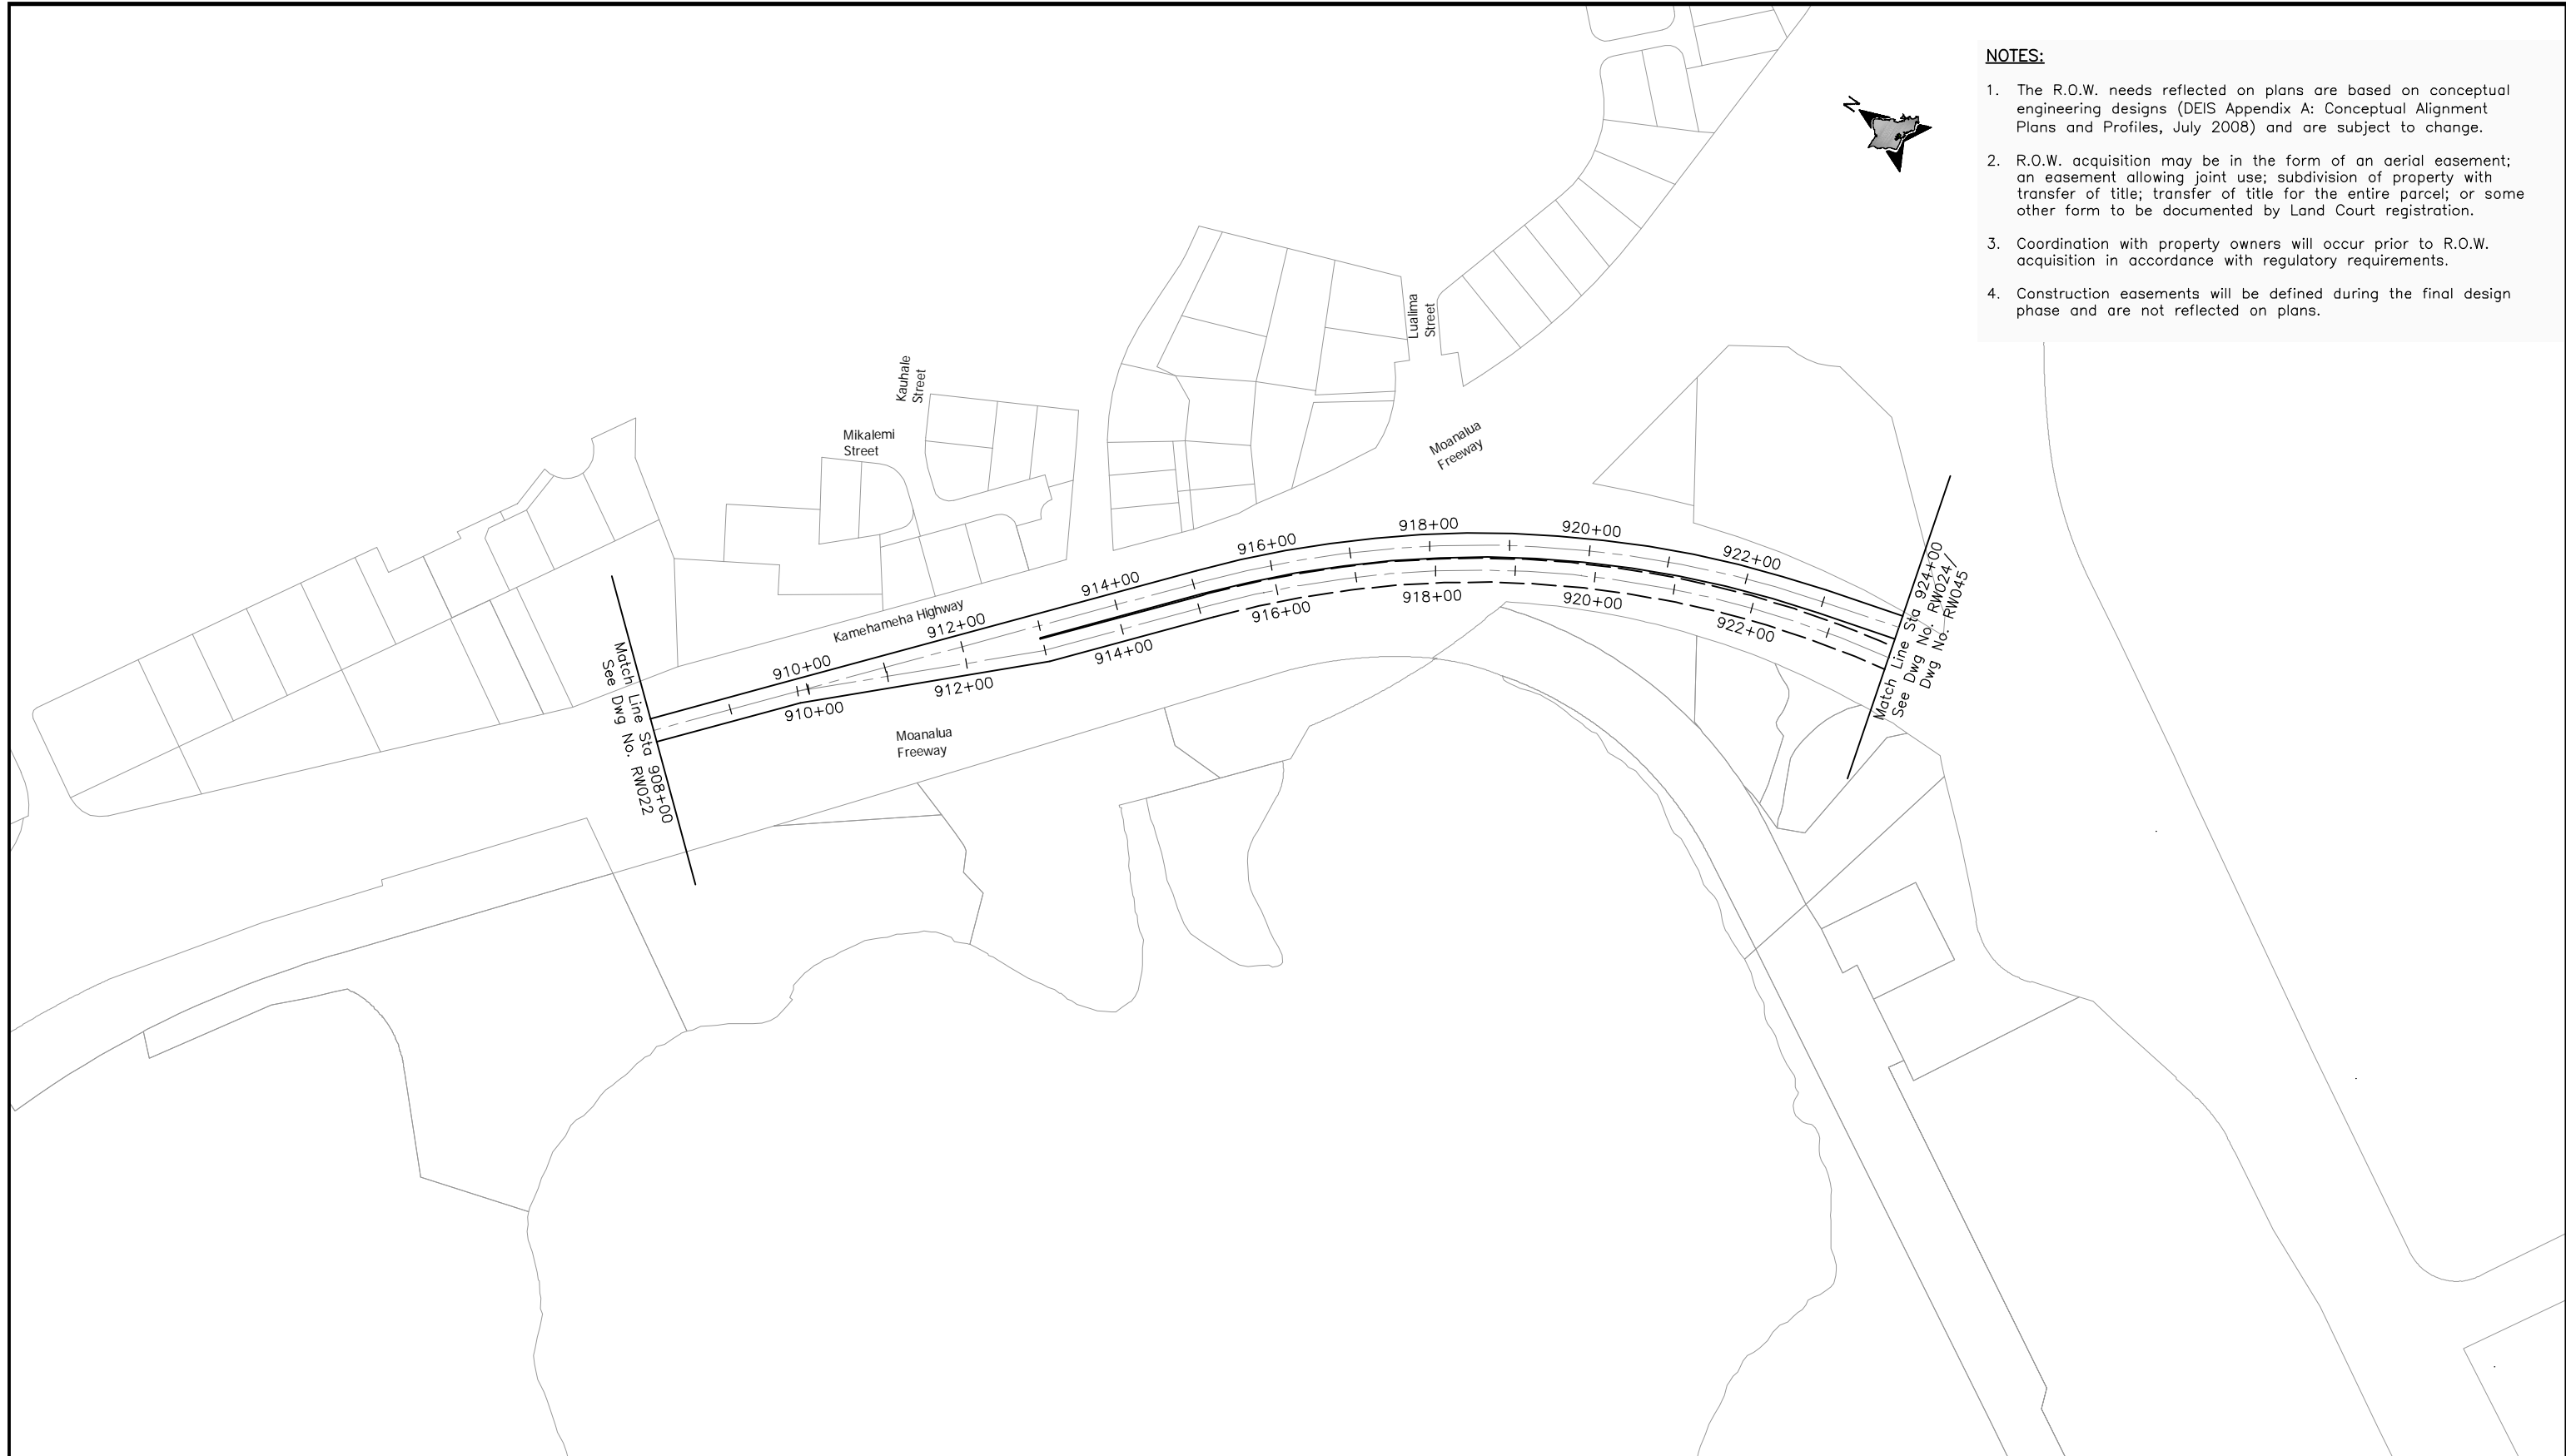 NOTES:
1. The R.O.W. needs reflected on plans are based on conceptual
engineering designs (DEIS Appendix A: Conceptual Alignment
Plans and Profiles, July 2008) and are subject to change.
2. R.O.W. acquisition may be in the form of an aerial easement;
an easement allowing joint use; subdivision of property with
transfer of title; transfer of title for the entire parcel; or some
other form to be documented by Land Court registration.
3. Coordination with property owners will occur prior to R.O.W.
acquisition in accordance with regulatory requirements.
4. Construction easements will be defined during the final design
phase and are not reflected on plans.
N
Lualima
Street
Kauhale
Street
Mikalemi
Street
Moanalua
Freeway
Kamehameha Highway
910+00
912+00
914+00
916+00
918+00
920+00
922+00
910+00
912+00
914+00
916+00
918+00
920+00
922+00
Moanalua
Freeway
Match Line Sta 908+00
See Dwg No. RW022
Match Line Sta 924+00
See Dwg No. RW024/
Dwg No. RW045